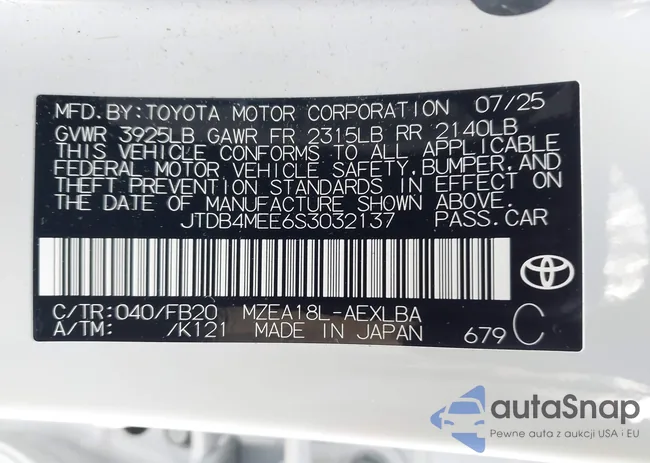 MFD.BY:TOYOTA MOTOR CORPORATION 07/25
GVWR 3925LB GAWR FR 2315LB RR 2140LB
THIS VEHICLE CONFORMS TO ALL APPLICABLE
FEDERAL MOTOR VEHICLE SAFETY,BUMPER,AND
THEFT PREVENTION STANDARDS IN EFFECT ON
THE DATE OF MANUFACTURE SHOWN ABOVE.
JTDB4MEE6S3032137 PASS.CAR
C/TR:040/FB20 MZEA18L-AEXLBA
A/TM: /K121 MADE IN JAPAN 679 C
autaSnap
Pewne auta z aukcji USA i EU